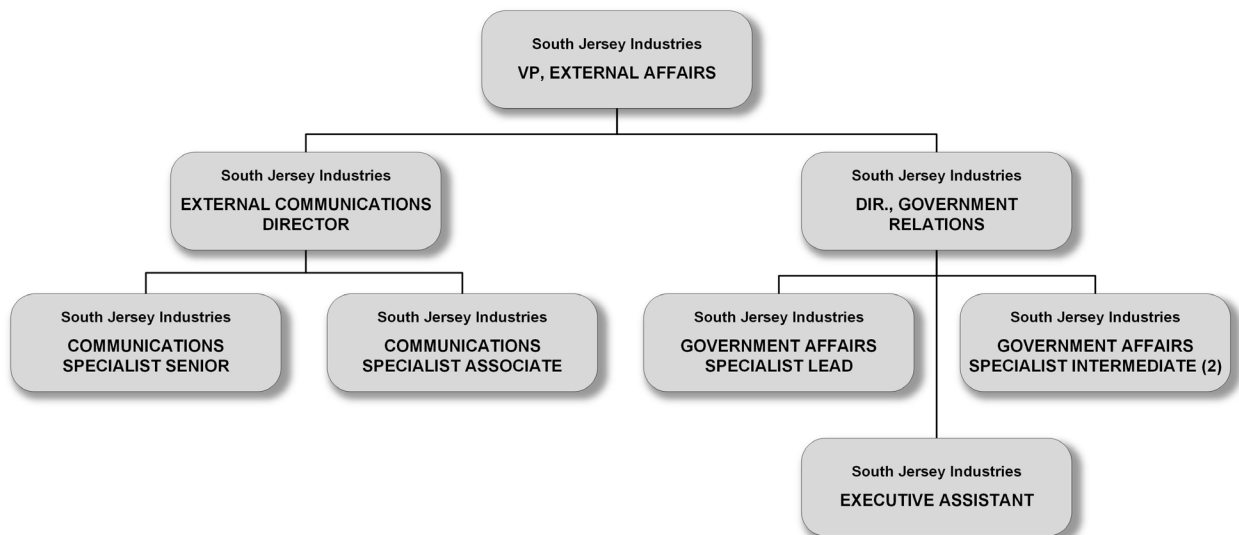 South Jersey Industries
VP, EXTERNAL AFFAIRS
South Jersey Industries
EXTERNAL COMMUNICATIONS
DIRECTOR
South Jersey Industries
DIR., GOVERNMENT
RELATIONS
South Jersey Industries
COMMUNICATIONS
SPECIALIST SENIOR
South Jersey Industries
COMMUNICATIONS
SPECIALIST ASSOCIATE
South Jersey Industries
GOVERNMENT AFFAIRS
SPECIALIST LEAD
South Jersey Industries
GOVERNMENT AFFAIRS
SPECIALIST INTERMEDIATE (2)
South Jersey Industries
EXECUTIVE ASSISTANT